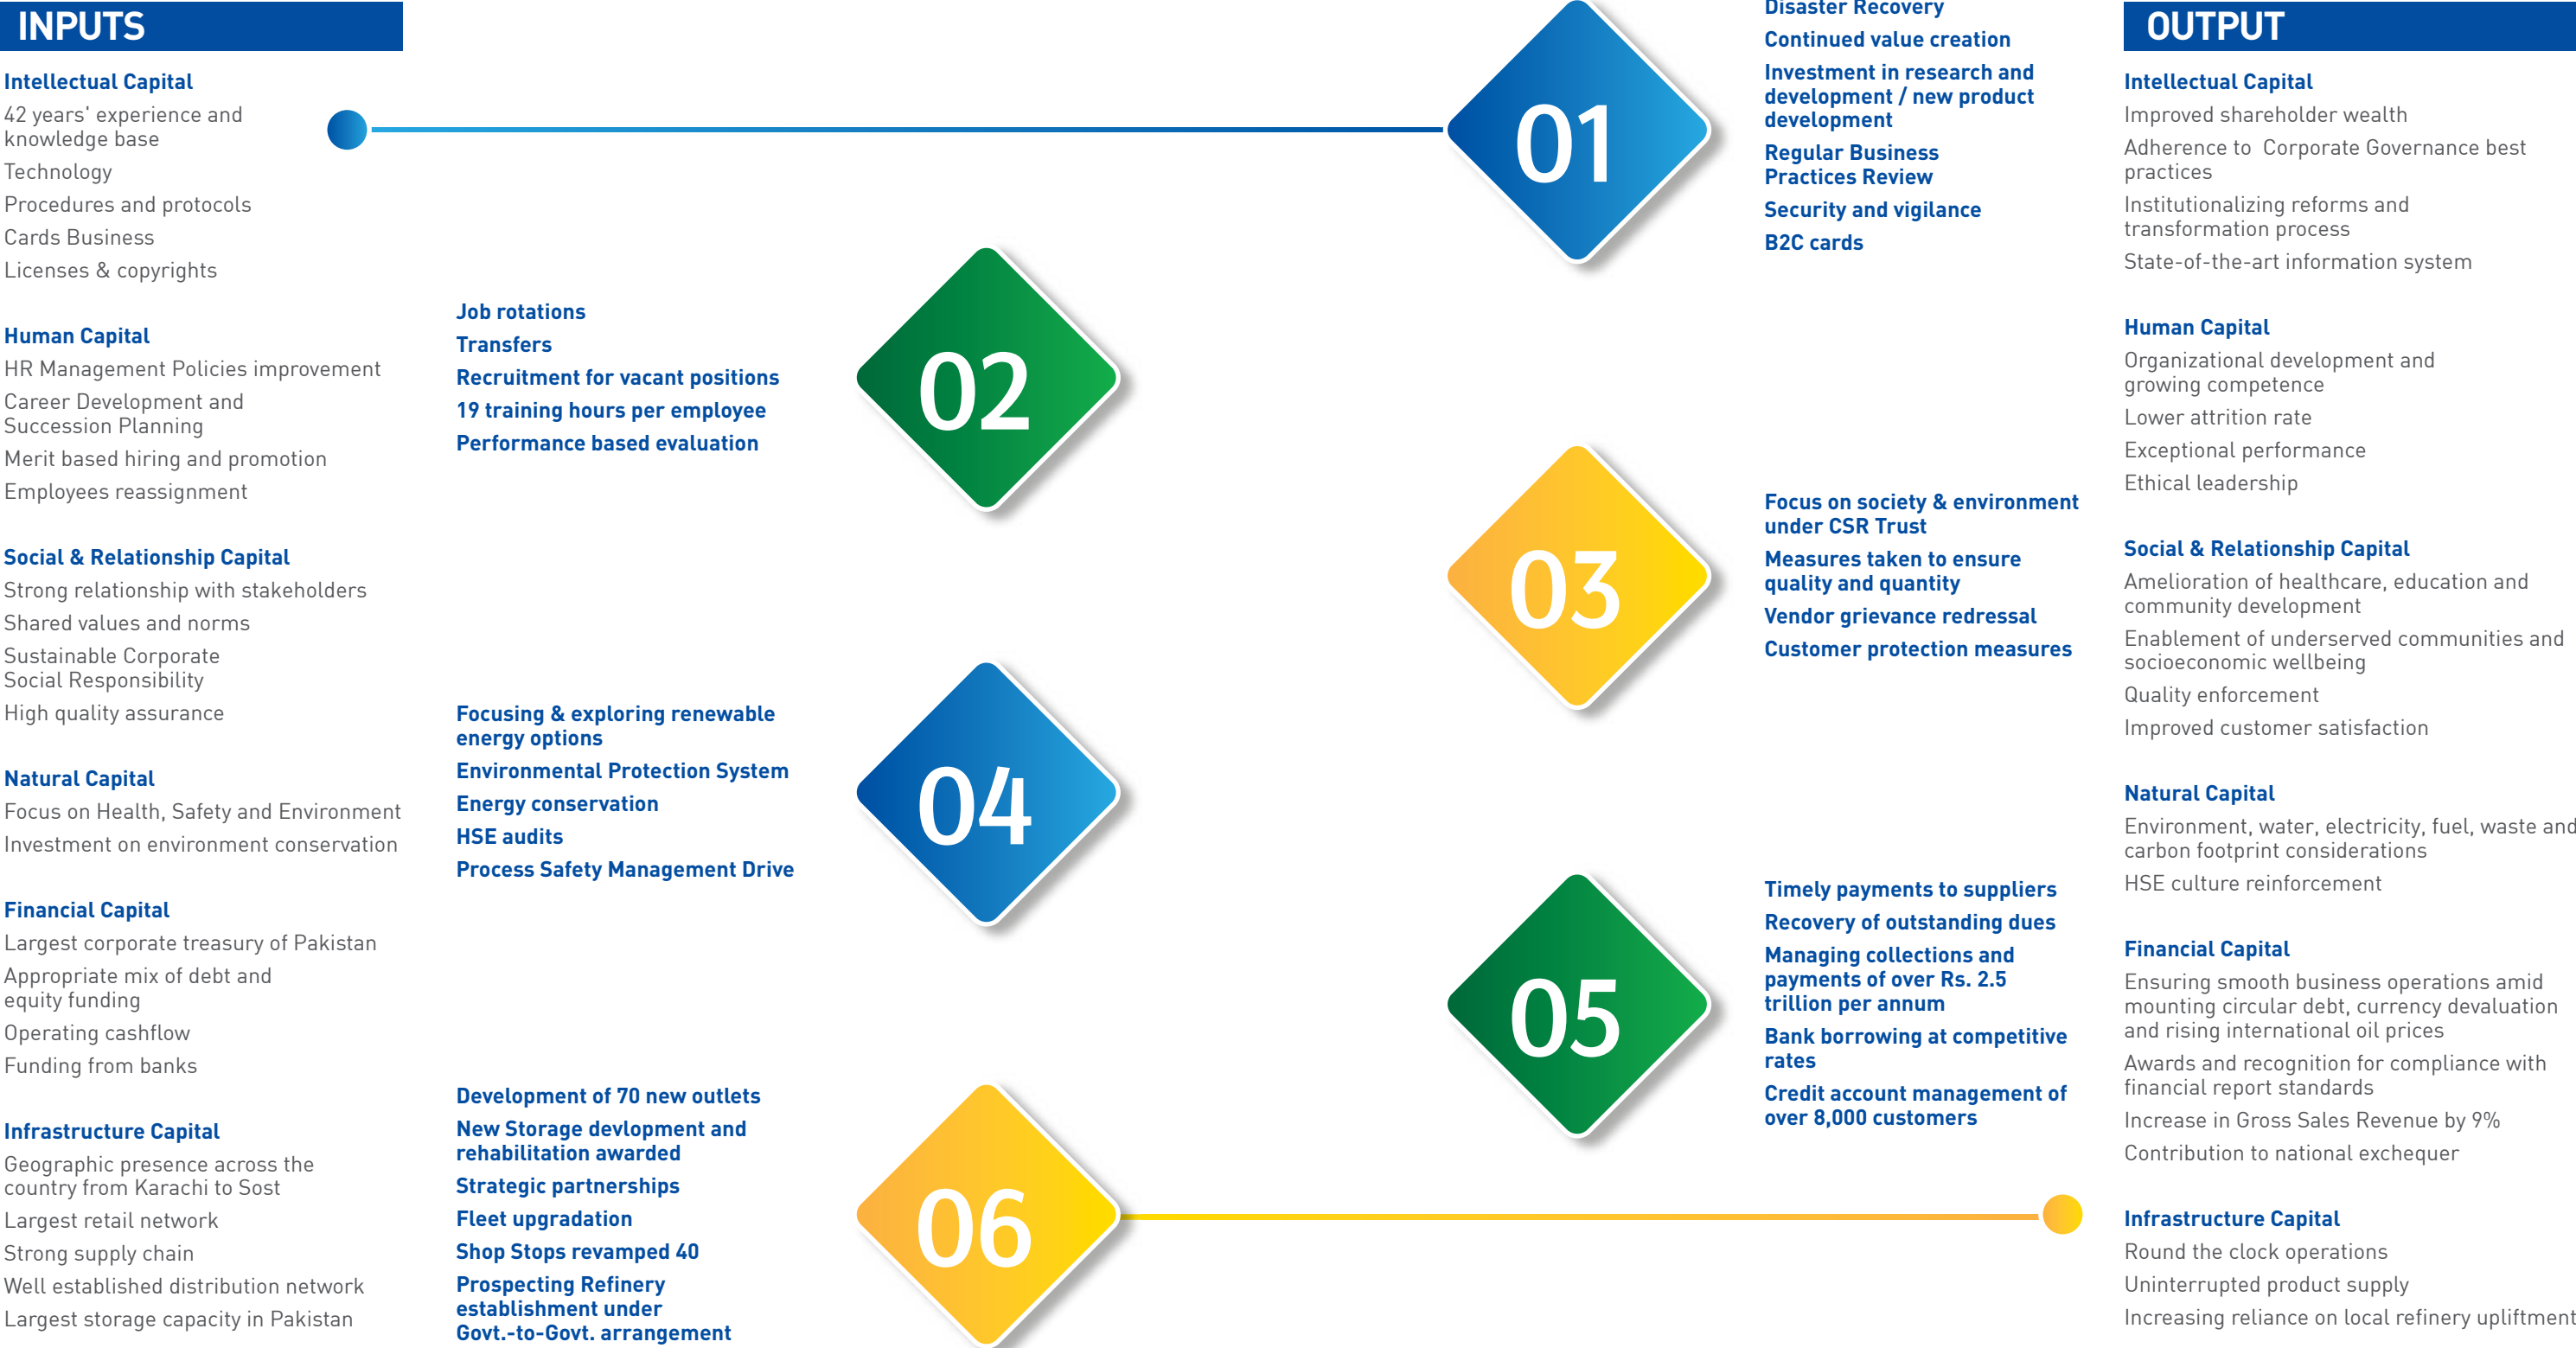 INPUTS
Intellectual Capital
42 years' experience and
knowledge base
Technology
Procedures and protocols
Cards Business
Licenses & copyrights
Human Capital
HR Management Policies improvement
Career Development and
Succession Planning
Merit based hiring and promotion
Employees reassignment
Social & Relationship Capital
Strong relationship with stakeholders
Shared values and norms
Sustainable Corporate
Social Responsibility
High quality assurance
Natural Capital
Focus on Health, Safety and Environment
Investment on environment conservation
Financial Capital
Largest corporate treasury of Pakistan
Appropriate mix of debt and
equity funding
Operating cashflow
Funding from banks
Infrastructure Capital
Geographic presence across the
country from Karachi to Sost
Largest retail network
Strong supply chain
Well established distribution network
Largest storage capacity in Pakistan
01
Disaster Recovery
Continued value creation
Investment in research and
development / new product
development
Regular Business
Practices Review
Security and vigilance
B2C cards
Job rotations
Transfers
Recruitment for vacant positions
19 training hours per employee
Performance based evaluation
02
03
Focus on society & environment
under CSR Trust
Measures taken to ensure
quality and quantity
Vendor grievance redressal
Customer protection measures
Focusing & exploring renewable
energy options
Environmental Protection System
Energy conservation
HSE audits
Process Safety Management Drive
04
05
Timely payments to suppliers
Recovery of outstanding dues
Managing collections and
payments of over Rs. 2.5
trillion per annum
Bank borrowing at competitive
rates
Credit account management of
over 8,000 customers
Development of 70 new outlets
New Storage devlopment and
rehabilitation awarded
Strategic partnerships
Fleet upgradation
Shop Stops revamped 40
Prospecting Refinery
establishment under
Govt.-to-Govt. arrangement
06
OUTPUT
Intellectual Capital
Improved shareholder wealth
Adherence to Corporate Governance best
practices
Institutionalizing reforms and
transformation process
State-of-the-art information system
Human Capital
Organizational development and
growing competence
Lower attrition rate
Exceptional performance
Ethical leadership
Social & Relationship Capital
Amelioration of healthcare, education and
community development
Enablement of underserved communities and
socioeconomic wellbeing
Quality enforcement
Improved customer satisfaction
Natural Capital
Environment, water, electricity, fuel, waste and
carbon footprint considerations
HSE culture reinforcement
Financial Capital
Ensuring smooth business operations amid
mounting circular debt, currency devaluation
and rising international oil prices
Awards and recognition for compliance with
financial report standards
Increase in Gross Sales Revenue by 9%
Contribution to national exchequer
Infrastructure Capital
Round the clock operations
Uninterrupted product supply
Increasing reliance on local refinery upliftment